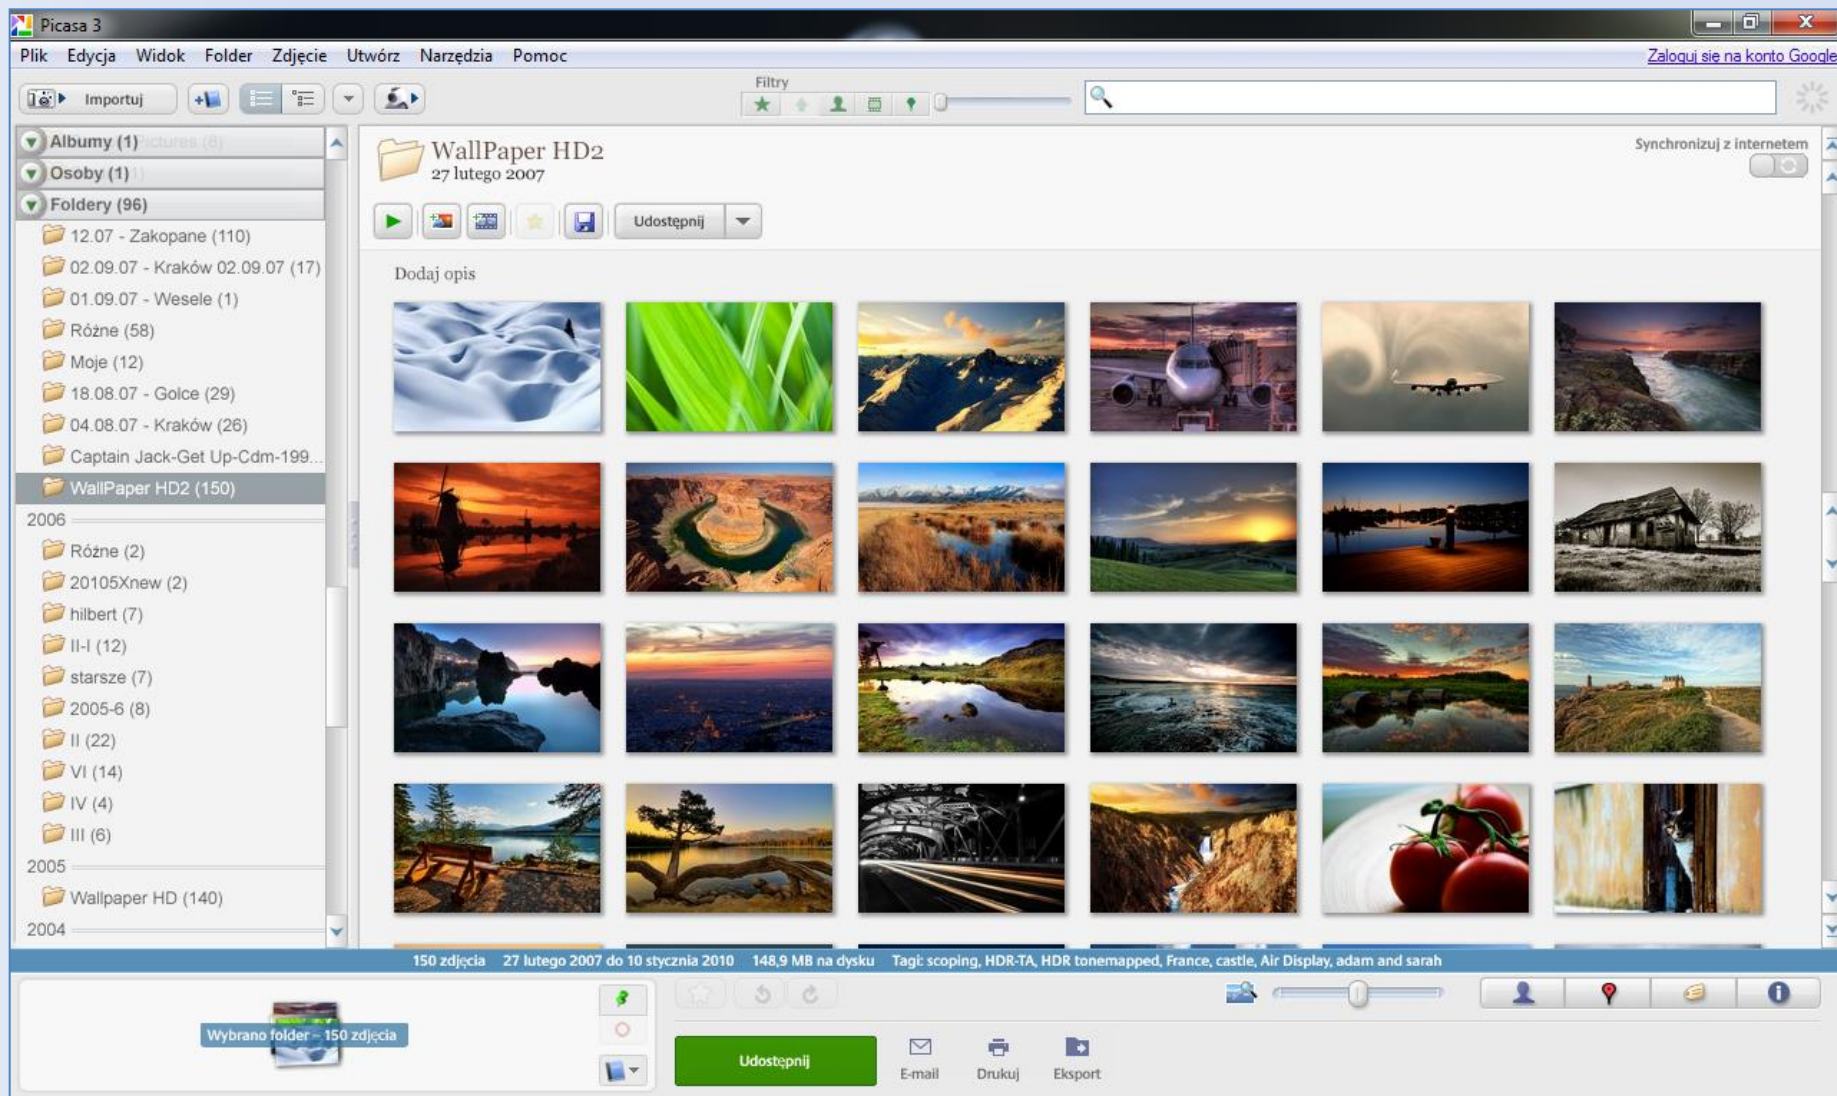 Picasa 3
Plik Edycja Widok Folder Zdjęcie Utwórz Narzędzia Pomoc
Zaloguj się na konto Google
Importuj
Filtry
Albumy (1)
Osoby (1)
Foldery (96)
12.07 - Zakopane (110)
02.09.07 - Kraków 02.09.07 (17)
01.09.07 - Wesele (1)
Różne (58)
Moje (12)
18.08.07 - Golce (29)
04.08.07 - Kraków (26)
Captain Jack-Get Up-Cdm-199...
WallPaper HD2 (150)
2006
Różne (2)
20105Xnew (2)
hilbert (7)
II-I (12)
starsze (7)
2005-6 (8)
II (22)
VI (14)
IV (4)
III (6)
2005
Wallpaper HD (140)
2004
WallPaper HD2
27 lutego 2007
Synchronizuj z internetem
Udostępnij
Dodaj opis
150 zdjęcia 27 lutego 2007 do 10 stycznia 2010 148,9 MB na dysku Tagi: scoping, HDR-TA, HDR tonemapped, France, castle, Air Display, adam and sarah
Wybrano folder – 150 zdjęcia
Udostępnij
E-mail
Drukuj
Eksport